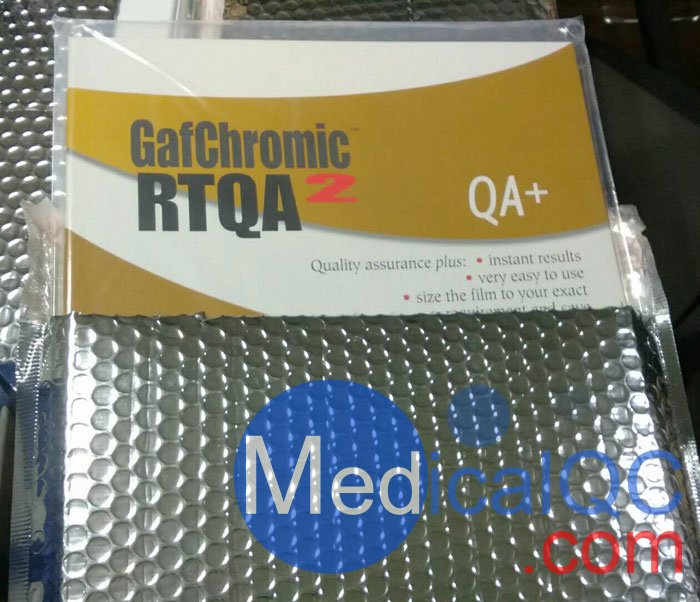 GafChromic™
RTQA2
QA+
Quality assurance plus: • instant results
• very easy to use
• size the film to your exact
MedicalQC
.com